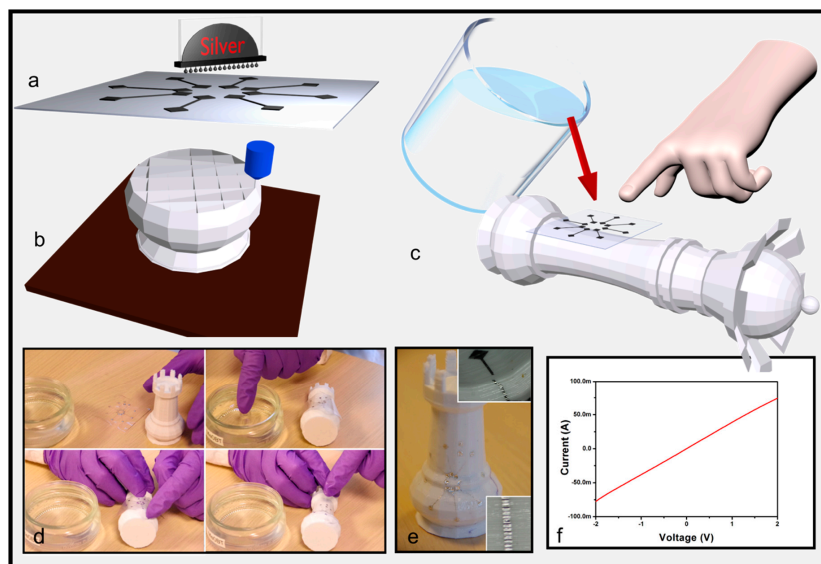 Silver
a
b
c
d
e
f
100.0m
50.0m
0.0
-50.0m
-100.0m
-2
-1
0
1
2
Current (A)
Voltage (V)